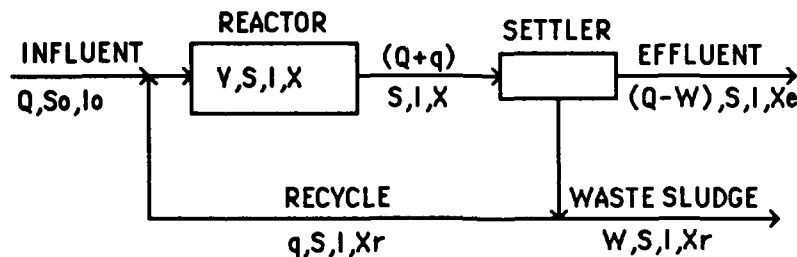 REACTOR
SETTLER
INFLUENT
Q,So,Io
V,S,I,X
(Q+q)
S,I,X
EFFLUENT
(Q-W),S,I,Xe
RECYCLE
q,S,I,Xr
WASTE SLUDGE
W,S,I,Xr